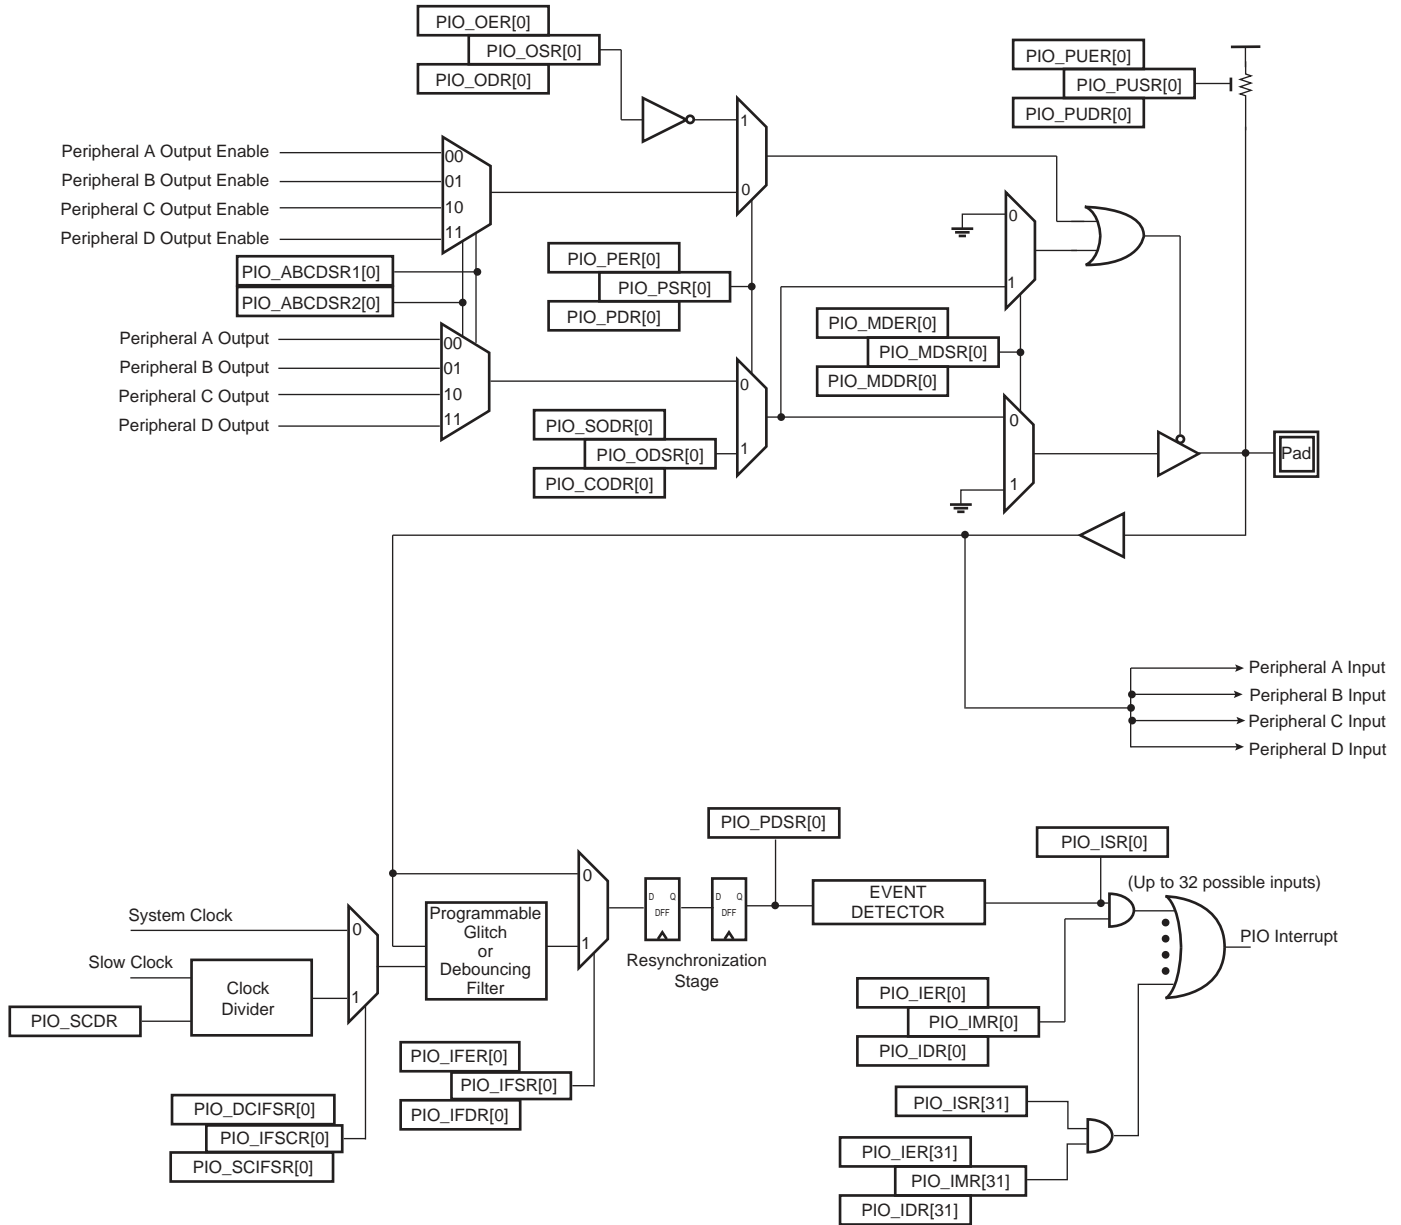 PIO_OER[0]
PIO_OSR[0]
PIO_ODR[0]
PIO_PUER[0]
PIO_PUSR[0]
PIO_PUDR[0]
1
0
Peripheral A Output Enable
Peripheral B Output Enable
Peripheral C Output Enable
Peripheral D Output Enable
00
01
10
11
PIO_ABCDSR1[0]
PIO_ABCDSR2[0]
PIO_PER[0]
PIO_PSR[0]
PIO_PDR[0]
0
1
PIO_MDER[0]
PIO_MDSR[0]
PIO_MDDR[0]
Peripheral A Output
Peripheral B Output
Peripheral C Output
Peripheral D Output
00
01
10
11
0
1
PIO_SODR[0]
PIO_ODSR[0]
PIO_CODR[0]
0
1
Pad
Peripheral A Input
Peripheral B Input
Peripheral C Input
Peripheral D Input
PIO_PDSR[0]
PIO_ISR[0]
(Up to 32 possible inputs)
0
1
D Q
DFF
D Q
DFF
Resynchronization
Stage
EVENT
DETECTOR
PIO Interrupt
System Clock
Slow Clock
Clock
Divider
PIO_SCDR
0
1
Programmable
Glitch
or
Debouncing
Filter
PIO_IER[0]
PIO_IMR[0]
PIO_IDR[0]
PIO_IFER[0]
PIO_IFSR[0]
PIO_IFDR[0]
PIO_DCIFSR[0]
PIO_IFSCR[0]
PIO_SCIFSR[0]
PIO_ISR[31]
PIO_IER[31]
PIO_IMR[31]
PIO_IDR[31]